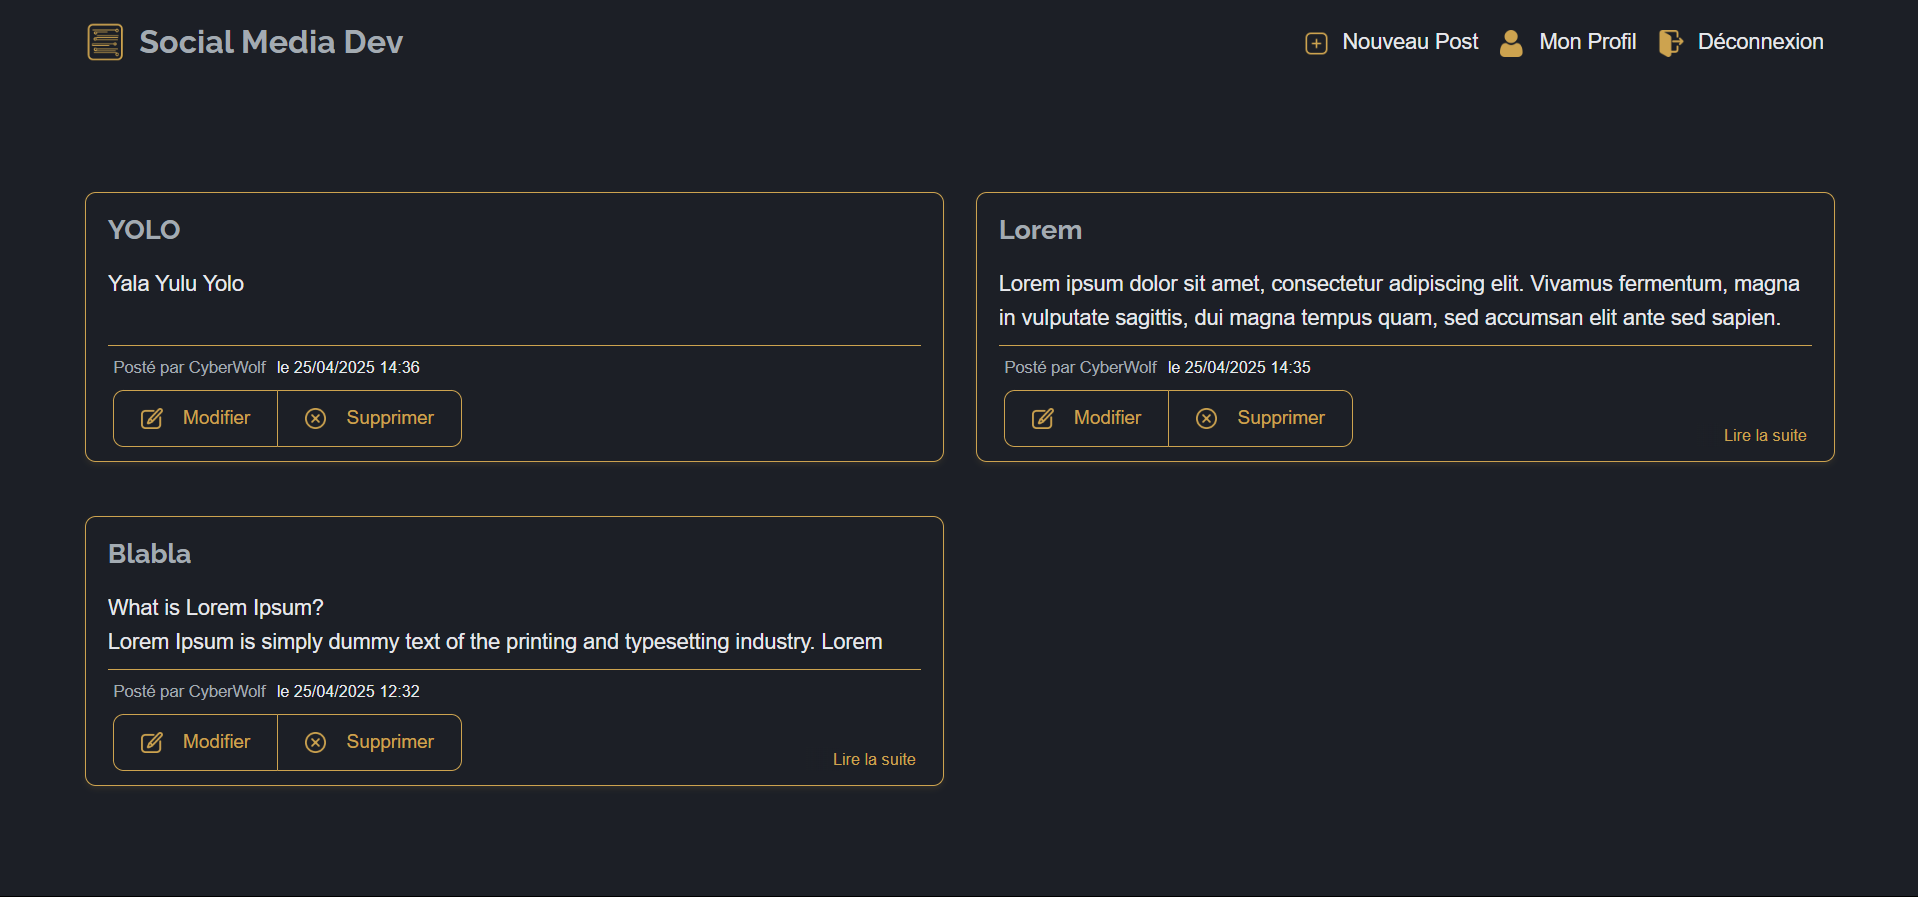 Social Media Dev
Nouveau Post
Mon Profil
Déconnexion
YOLO
Yala Yulu Yolo
Posté par CyberWolf le 25/04/2025 14:36
Modifier
Supprimer
Lorem
Lorem ipsum dolor sit amet, consectetur adipiscing elit. Vivamus fermentum, magna
in vulputate sagittis, dui magna tempus quam, sed accumsan elit ante sed sapien.
Posté par CyberWolf le 25/04/2025 14:35
Modifier
Supprimer
Lire la suite
Blabla
What is Lorem Ipsum?
Lorem Ipsum is simply dummy text of the printing and typesetting industry. Lorem
Posté par CyberWolf le 25/04/2025 12:32
Modifier
Supprimer
Lire la suite